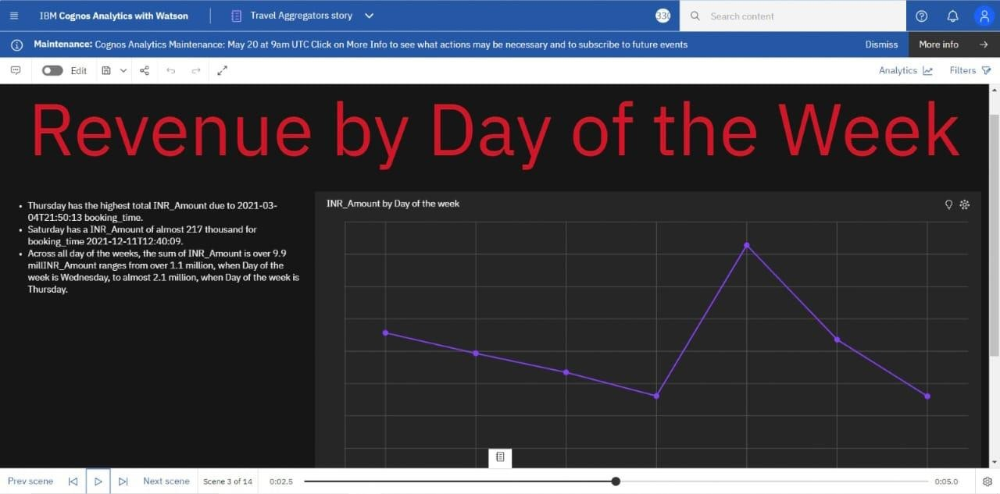 IBM Cognos Analytics with Watson
Travel Aggregators story
330
Search content
Maintenance: Cognos Analytics Maintenance: May 20 at 9am UTC Click on More Info to see what actions may be necessary and to subscribe to future events
Dismiss
More info
Edit
Analytics
Filters
Revenue by Day of the Week
• Thursday has the highest total INR_Amount due to 2021-03-
04T21:50:13 booking_time.
• Saturday has a INR_Amount of almost 217 thousand for
booking_time 2021-12-11T12:40:09.
• Across all day of the weeks, the sum of INR_Amount is over 9.9
millINR_Amount ranges from over 1.1 million, when Day of the
week is Wednesday, to almost 2.1 million, when Day of the week is
Thursday.
INR_Amount by Day of the week
Prev scene
Next scene
Scene 3 of 14
0:02.5
0:05.0